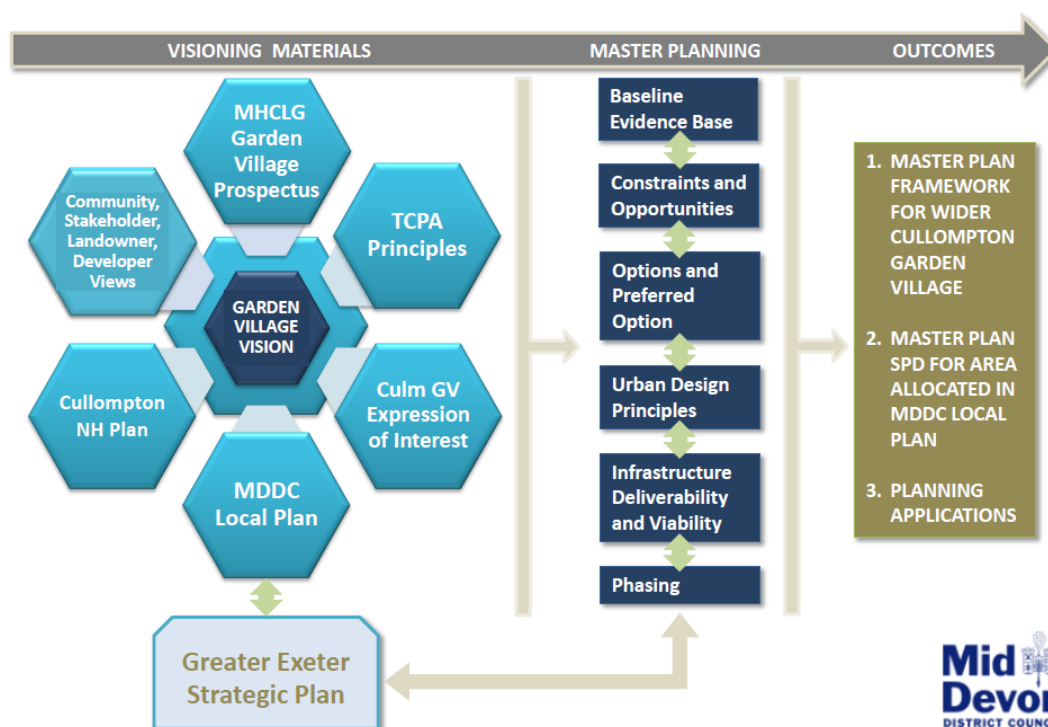 VISIONING MATERIALS
MASTER PLANNING
OUTCOMES
MHCLG
Garden
Village
Prospectus
Community,
Stakeholder,
Landowner,
Developer
Views
TCPA
Principles
GARDEN
VILLAGE
VISION
Cullompton
NH Plan
Culm GV
Expression
of Interest
MDDC
Local Plan
Greater Exeter
Strategic Plan
Baseline
Evidence Base
Constraints and
Opportunities
Options and
Preferred
Option
Urban Design
Principles
Infrastructure
Deliverability
and Viability
Phasing
1. MASTER PLAN
FRAMEWORK
FOR WIDER
CULLOMPTON
GARDEN
VILLAGE
2. MASTER PLAN
SPD FOR AREA
ALLOCATED IN
MDDC LOCAL
PLAN
3. PLANNING
APPLICATIONS
Mid
Devon
DISTRICT COUNC